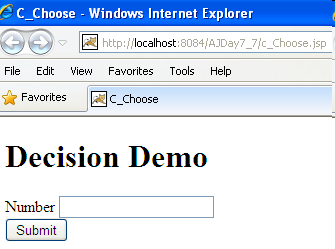 C_Choose - Windows Internet Explorer
http://localhost:8084/AJDay7_7/c_Choose.jsp
File Edit View Favorites Tools Help
Favorites C_Choose
Decision Demo
Number
Submit